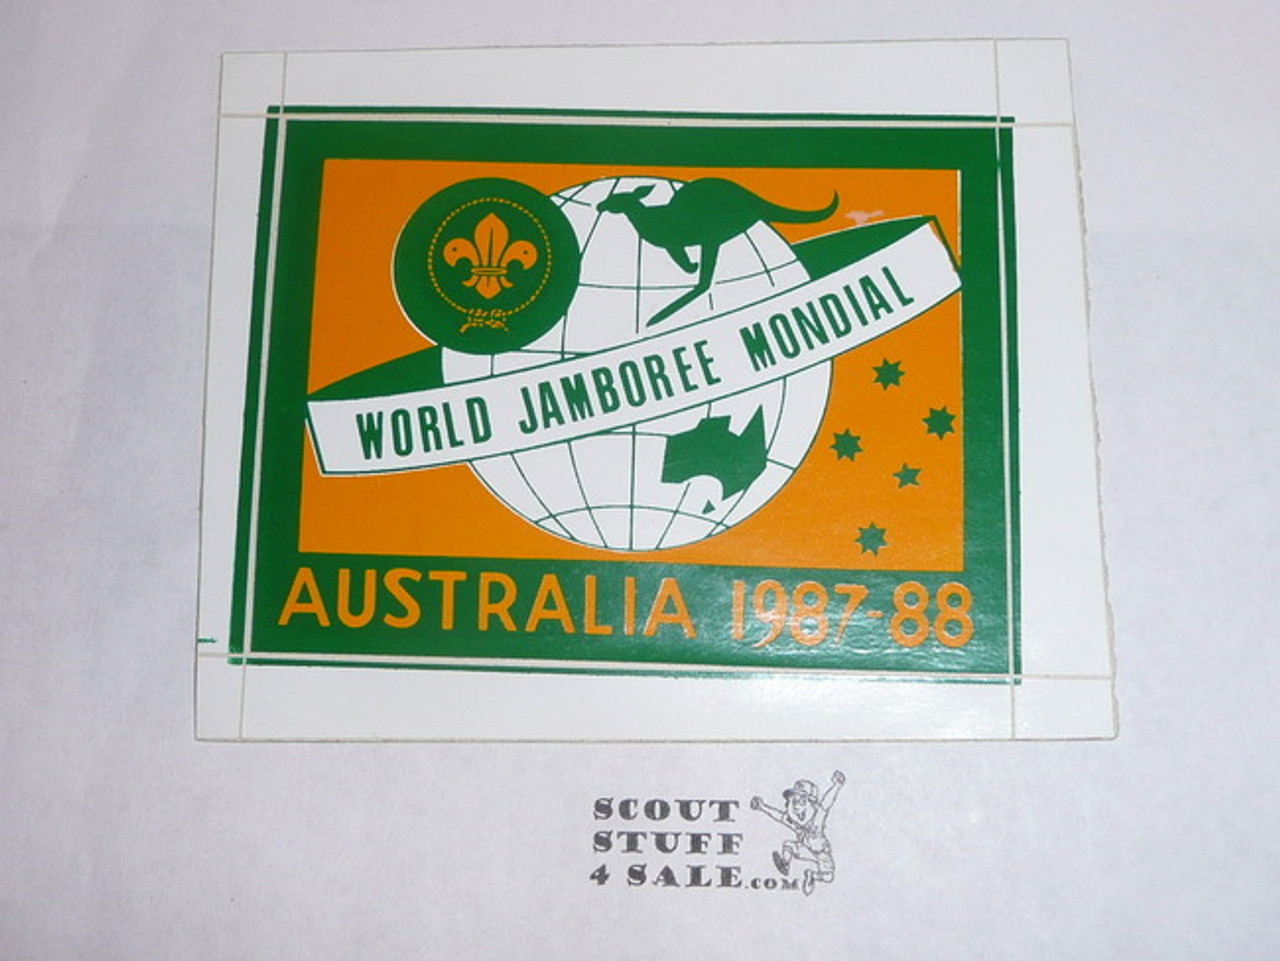 WORLD JAMBOREE MONDIAL
AUSTRALIA 1987-88
SCOUT
STUFF
4 SALE.COM